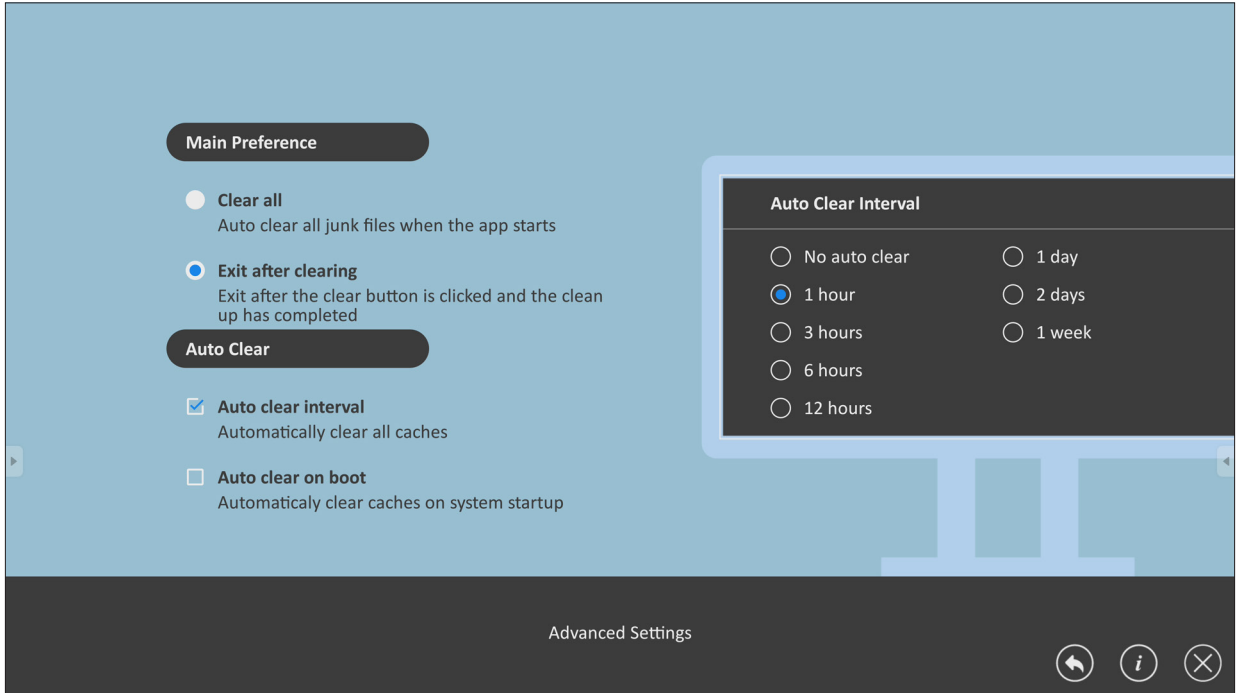 Main Preference
Clear all
Auto clear all junk files when the app starts
Exit after clearing
Exit after the clear button is clicked and the clean
up has completed
Auto Clear
Auto clear interval
Automatically clear all caches
Auto clear on boot
Automaticaly clear caches on system startup
Auto Clear Interval
No auto clear
1 hour
3 hours
6 hours
12 hours
1 day
2 days
1 week
Advanced Settings
i